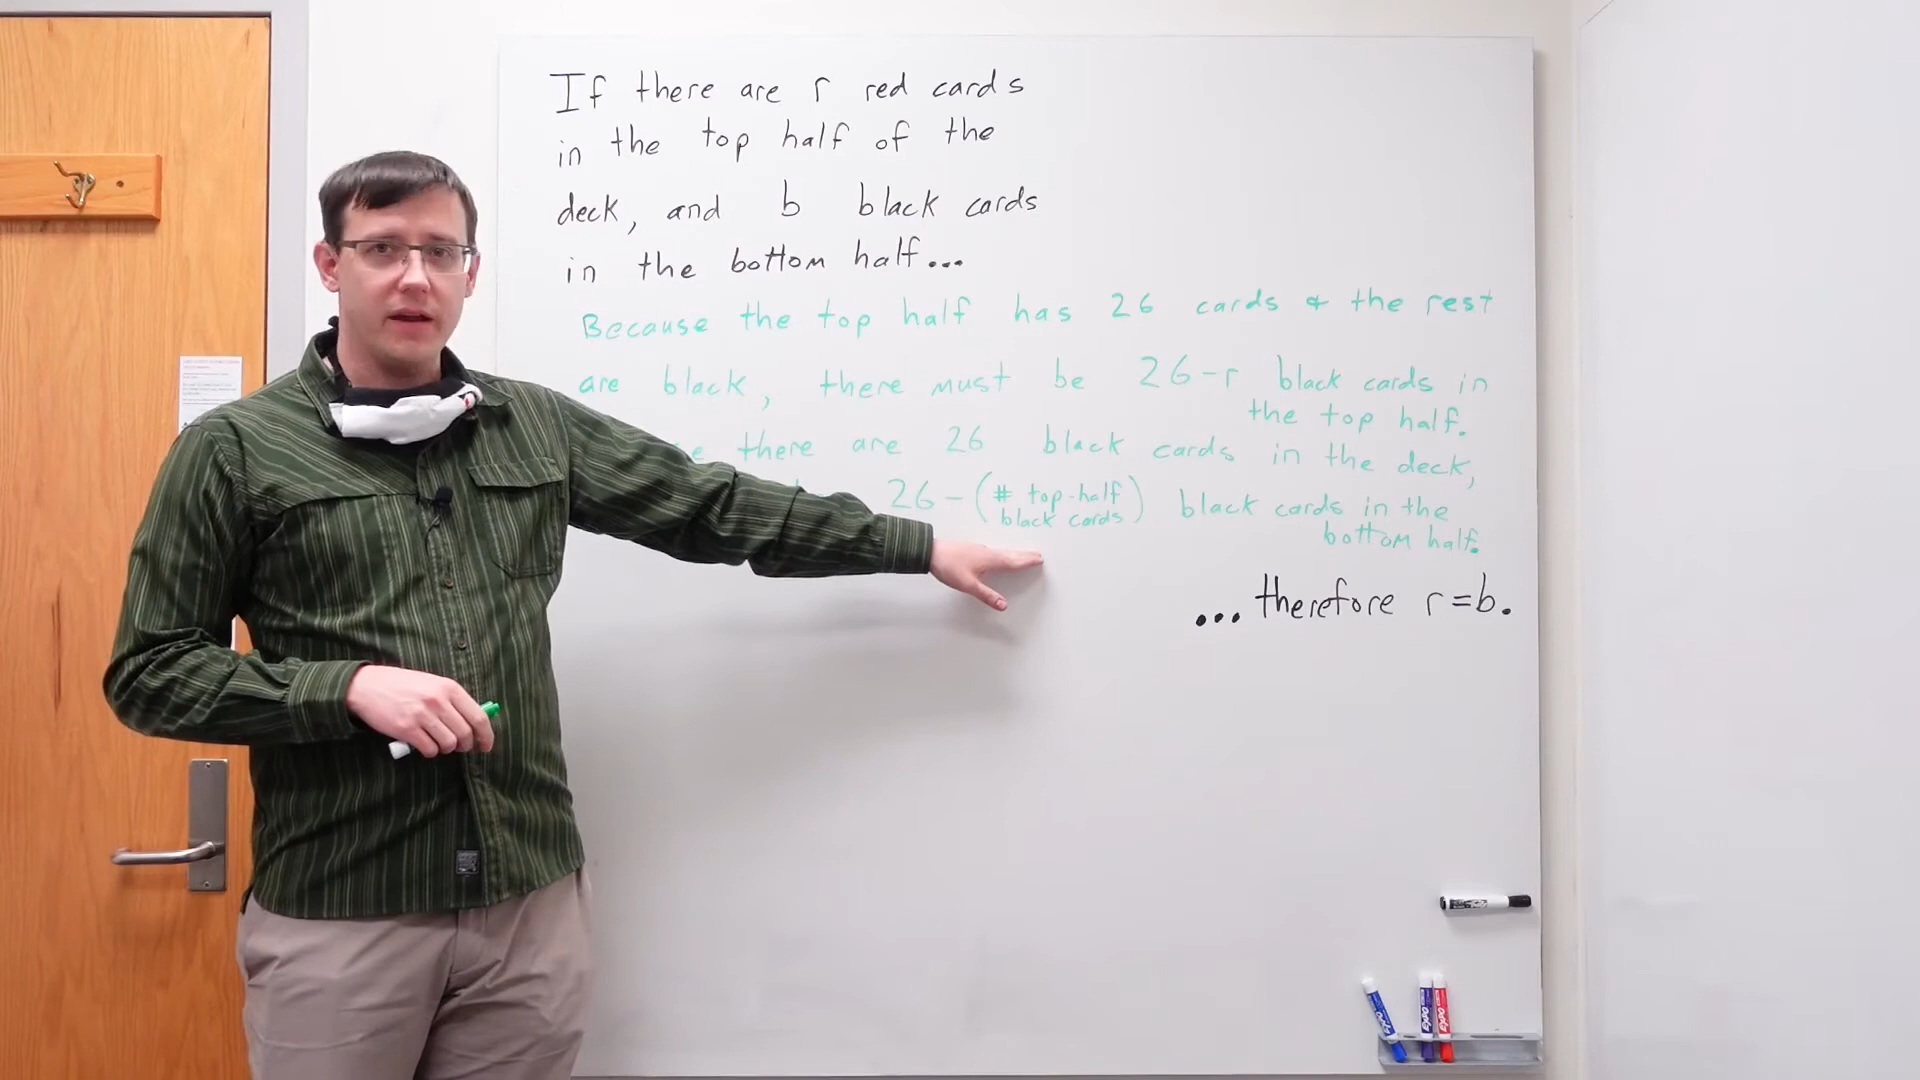 If there are r red cards
in the top half of the
deck, and b black cards
in the bottom half...
Because the top half has 26 cards & the rest
are black, there must be 26-r black cards in
the top half.
there are 26 black cards in the deck,
26-(# top-half black cards) black cards in the
bottom half.
...therefore r=b.